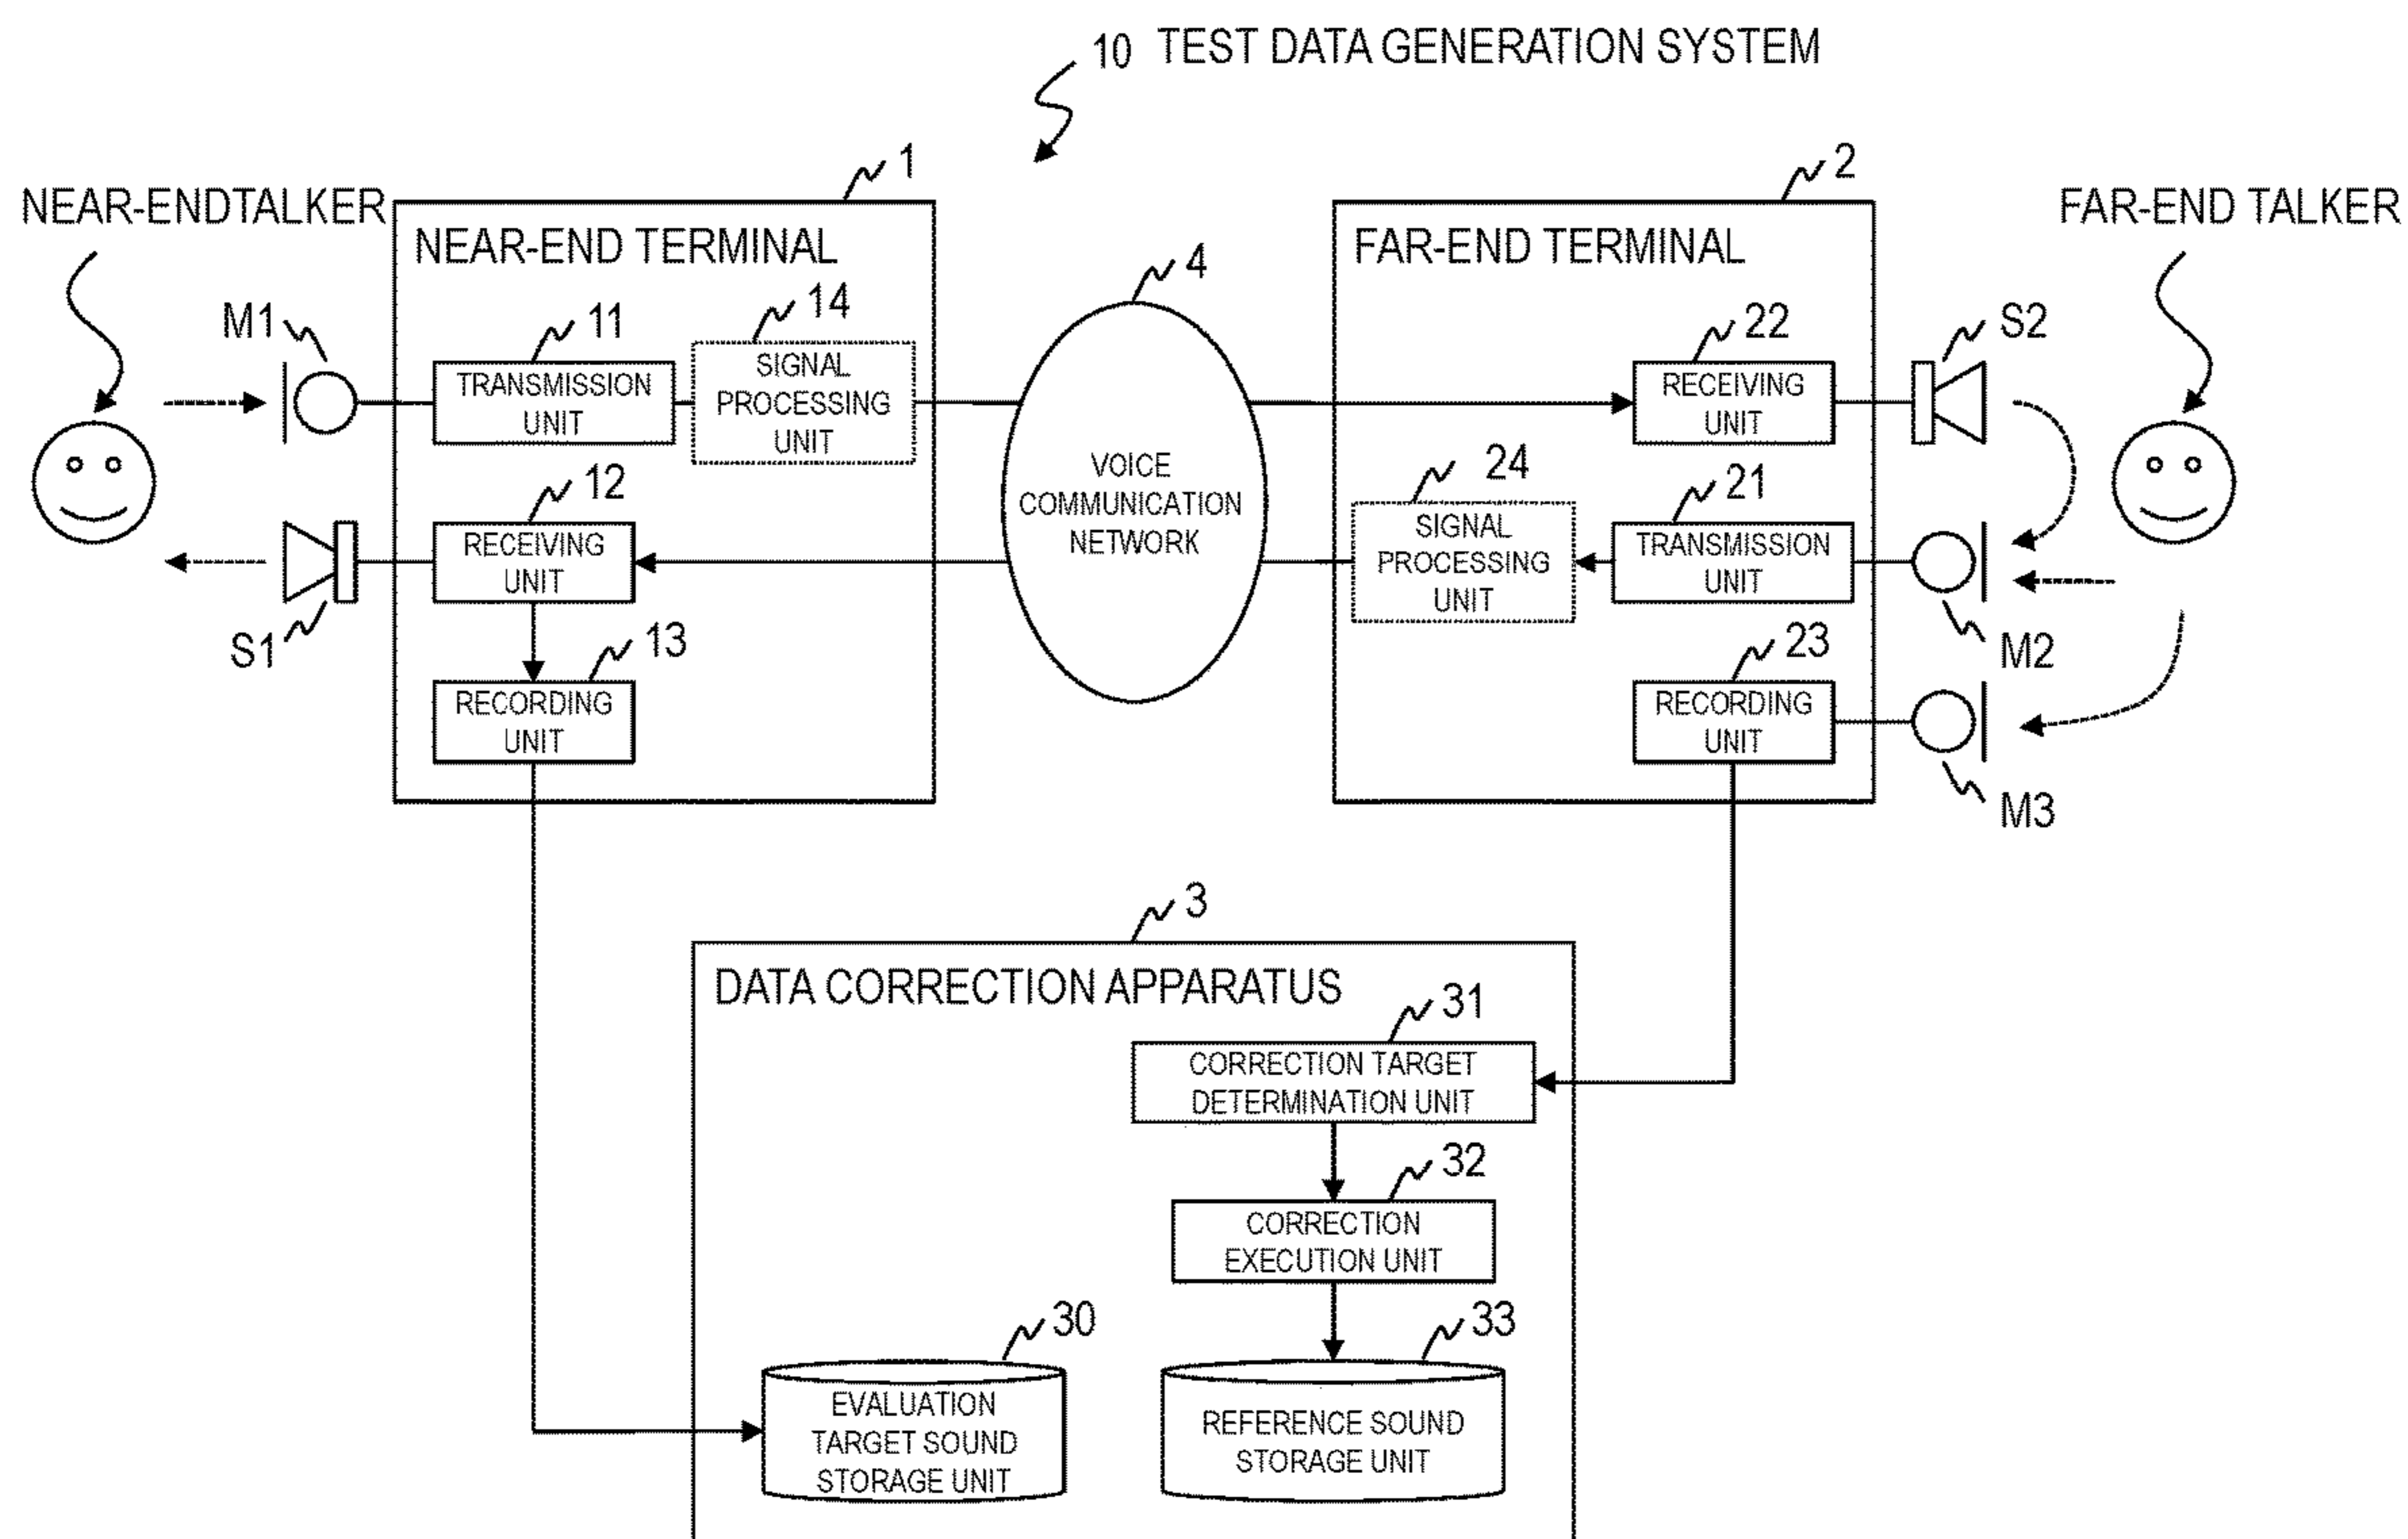 10 TEST DATA GENERATION SYSTEM
1
2
NEAR-ENDTALKER
FAR-END TALKER
NEAR-END TERMINAL
FAR-END TERMINAL
4
M1
11
14
22
S2
TRANSMISSION
UNIT
SIGNAL
PROCESSING
UNIT
RECEIVING
UNIT
VOICE
COMMUNICATION
NETWORK
12
24
21
RECEIVING
UNIT
SIGNAL
PROCESSING
UNIT
TRANSMISSION
UNIT
S1
13
23
M2
RECORDING
UNIT
RECORDING
UNIT
M3
3
DATA CORRECTION APPARATUS
31
CORRECTION TARGET
DETERMINATION UNIT
32
CORRECTION
EXECUTION UNIT
30
33
EVALUATION
TARGET SOUND
STORAGE UNIT
REFERENCE SOUND
STORAGE UNIT